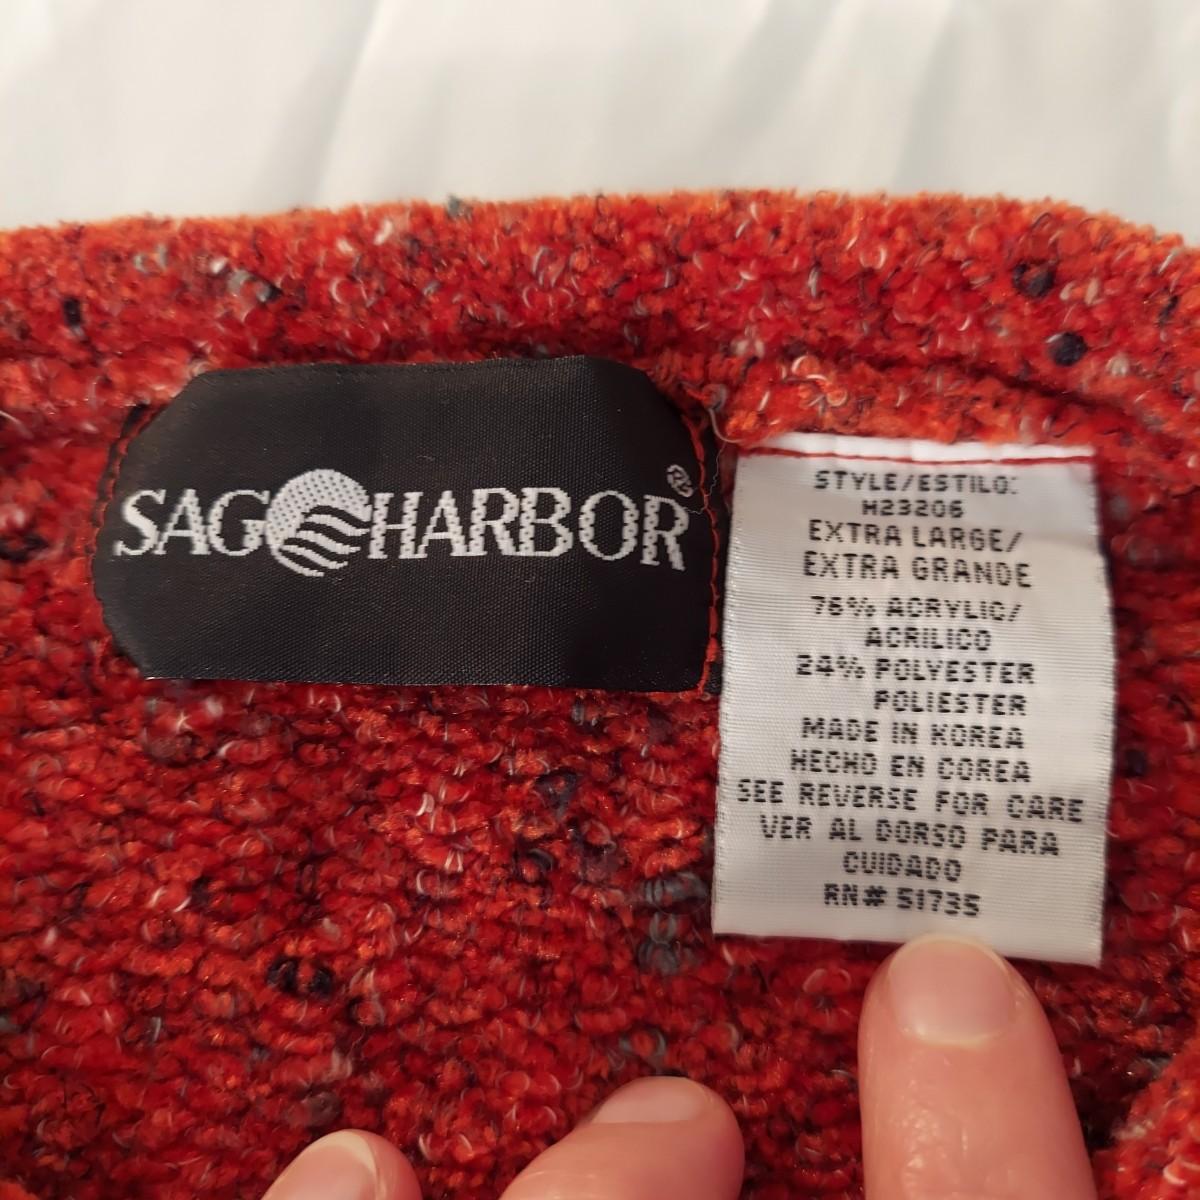 SAG HARBOR®
STYLE/ESTILO:
H23206
EXTRA LARGE/
EXTRA GRANDE
76% ACRYLIC/
ACRILICO
24% POLYESTER
POLIESTER
MADE IN KOREA
HECHO EN COREA
SEE REVERSE FOR CARE
VER AL DORSO PARA
CUIDADO
RN# 51735